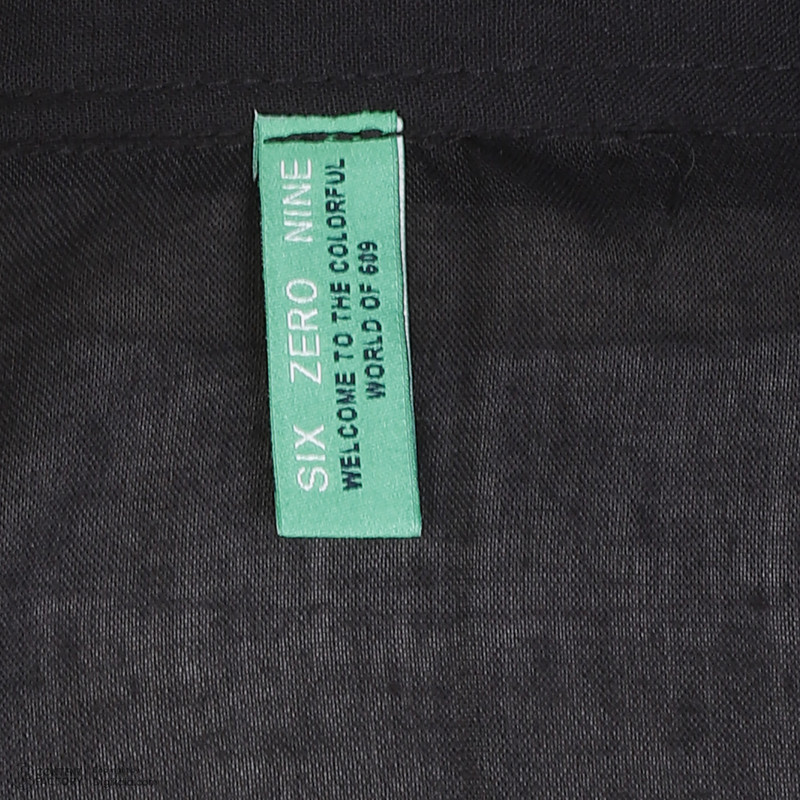 SIX ZERO NINE
WELCOME TO THE COLORFUL
WORLD OF 609